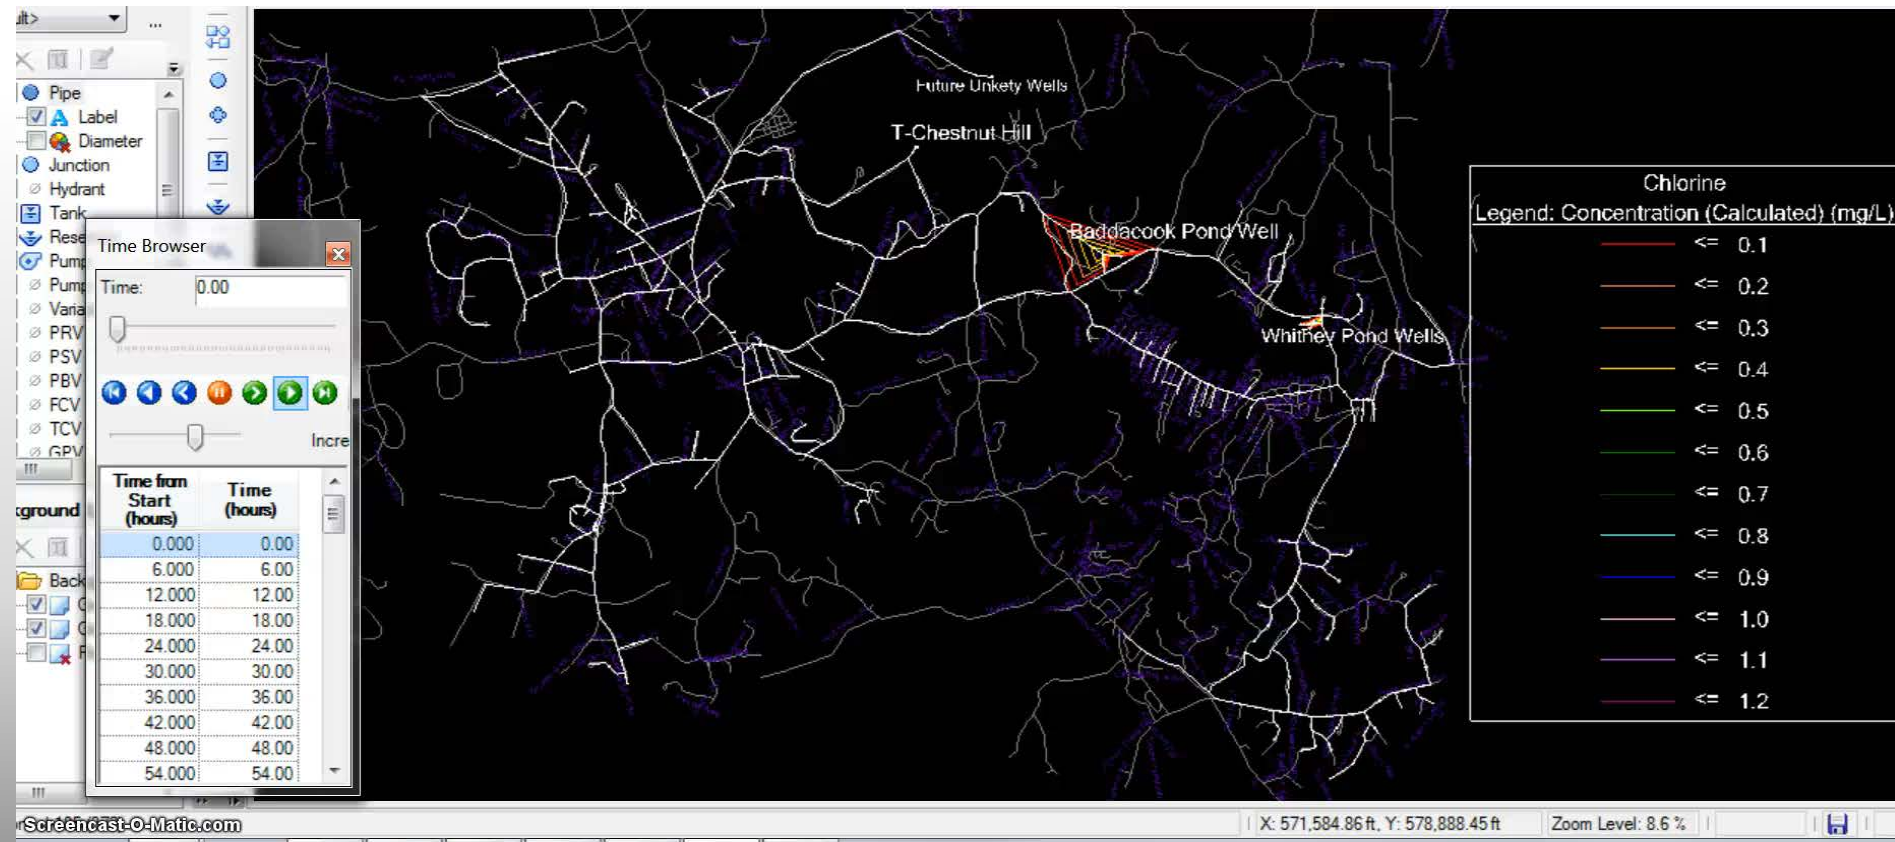 ult>
...
Pipe
Label
Diameter
Junction
Hydrant
Tank
Rese
Pump
Pump
Varia
PRV
PSV
PBV
FCV
TCV
GPV
kground
Back
Time Browser
Time: 0.00
Incre
Time from Start (hours) Time (hours)
0.000 0.00
6.000 6.00
12.000 12.00
18.000 18.00
24.000 24.00
30.000 30.00
36.000 36.00
42.000 42.00
48.000 48.00
54.000 54.00
Future Unkety Wells
T-Chestnut Hill
Baddacook Pond Well
Whitney Pond Wells
Chlorine
Legend: Concentration (Calculated) (mg/L)
<= 0.1
<= 0.2
<= 0.3
<= 0.4
<= 0.5
<= 0.6
<= 0.7
<= 0.8
<= 0.9
<= 1.0
<= 1.1
<= 1.2
Screencast-O-Matic.com
X: 571,584.86 ft, Y: 578,888.45 ft
Zoom Level: 8.6 %